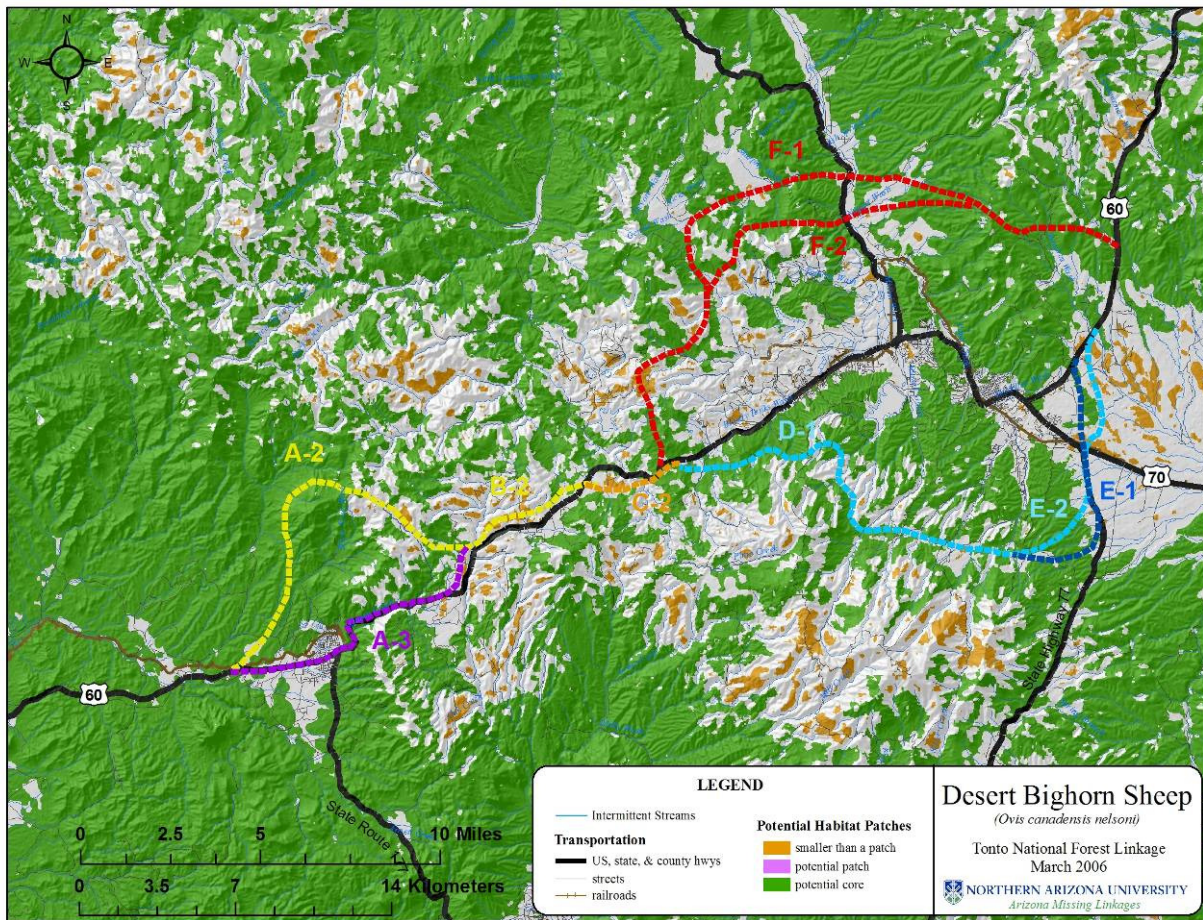 N
W E
S
F-1
60
F-2
A-2
D-1
B-2
C-2
E-1
70
E-2
A-3
State Highway 77
60
State Route 177
0 2.5 5 10 Miles
0 3.5 7 14 Kilometers
LEGEND
Intermittent Streams
Transportation
US, state, & county hwys
streets
railroads
Potential Habitat Patches
smaller than a patch
potential patch
potential core
Desert Bighorn Sheep
(Ovis canadensis nelsoni)
Tonto National Forest Linkage
March 2006
NORTHERN ARIZONA UNIVERSITY
Arizona Missing Linkages